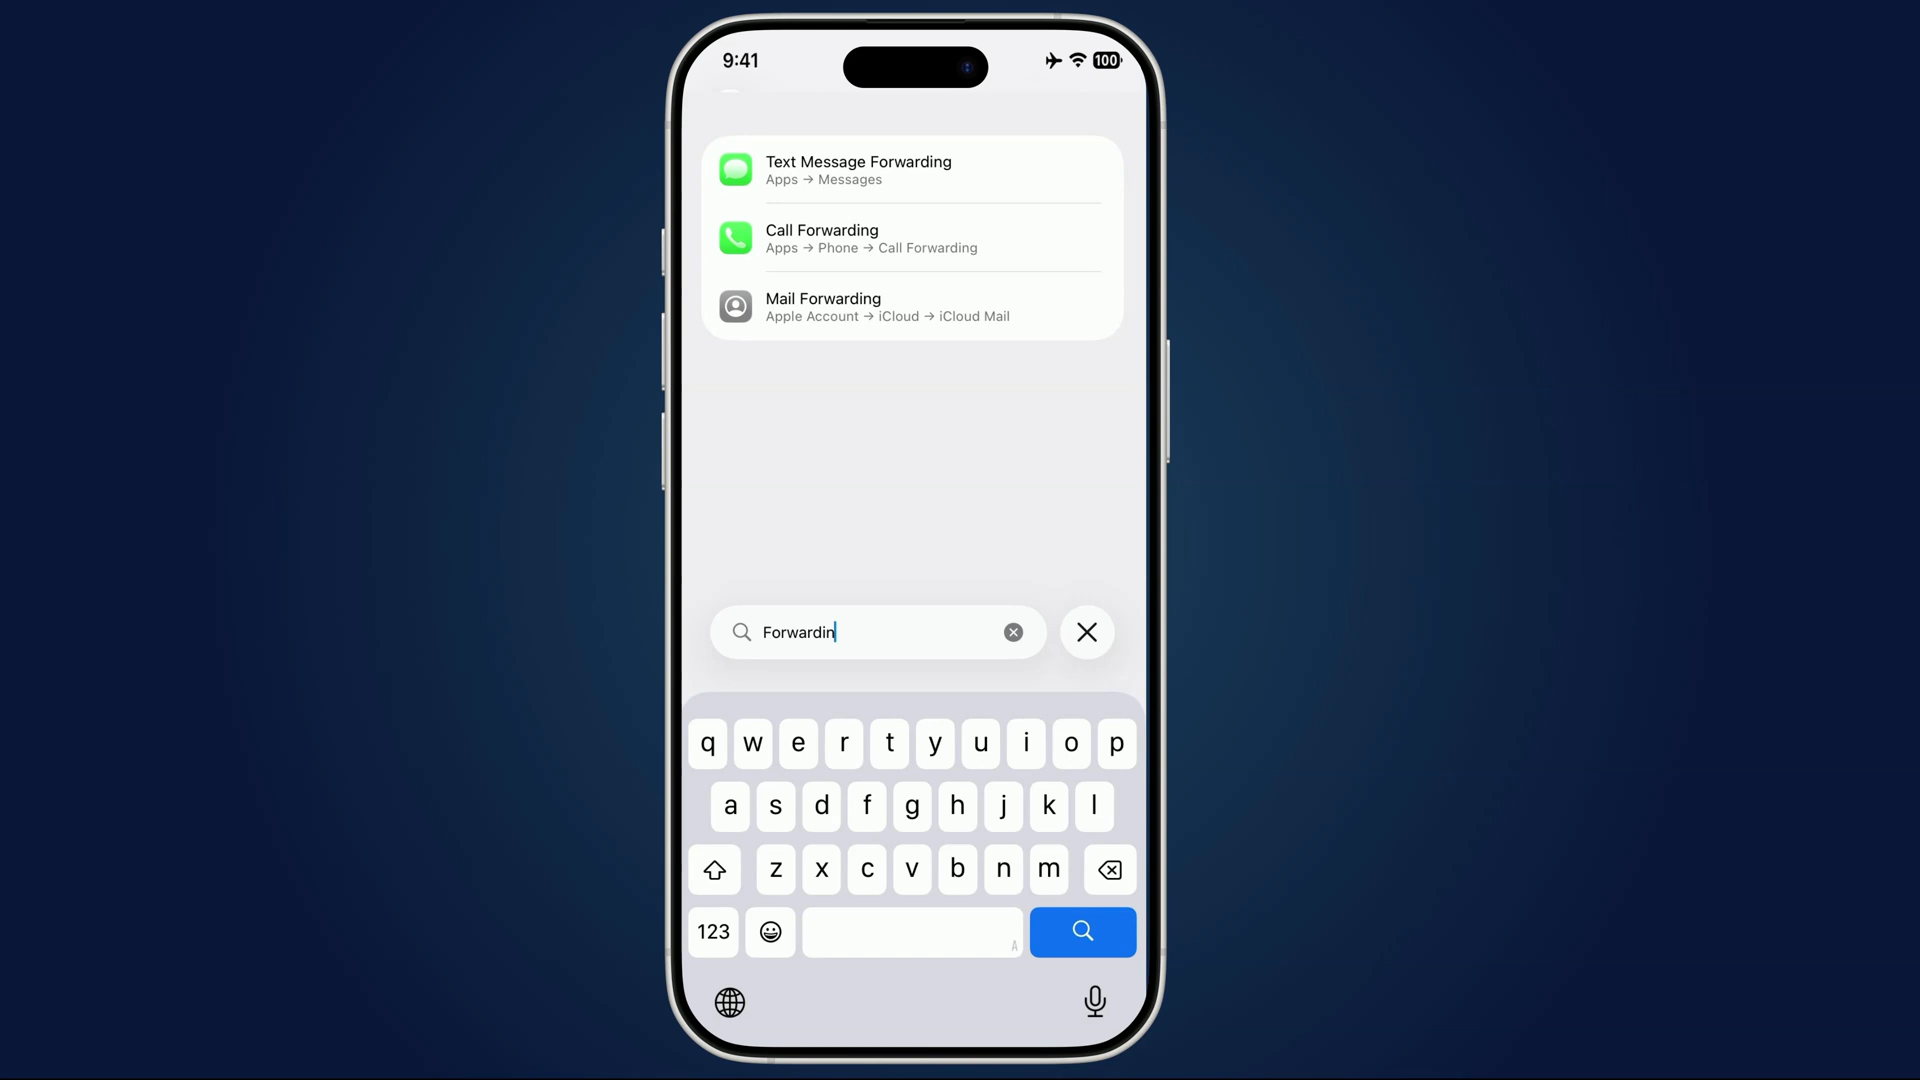 9:41
100
Text Message Forwarding
Apps → Messages
Call Forwarding
Apps → Phone → Call Forwarding
Mail Forwarding
Apple Account → iCloud → iCloud Mail
Forwardin
q w e r t y u i o p
a s d f g h j k l
z x c v b n m
123
A